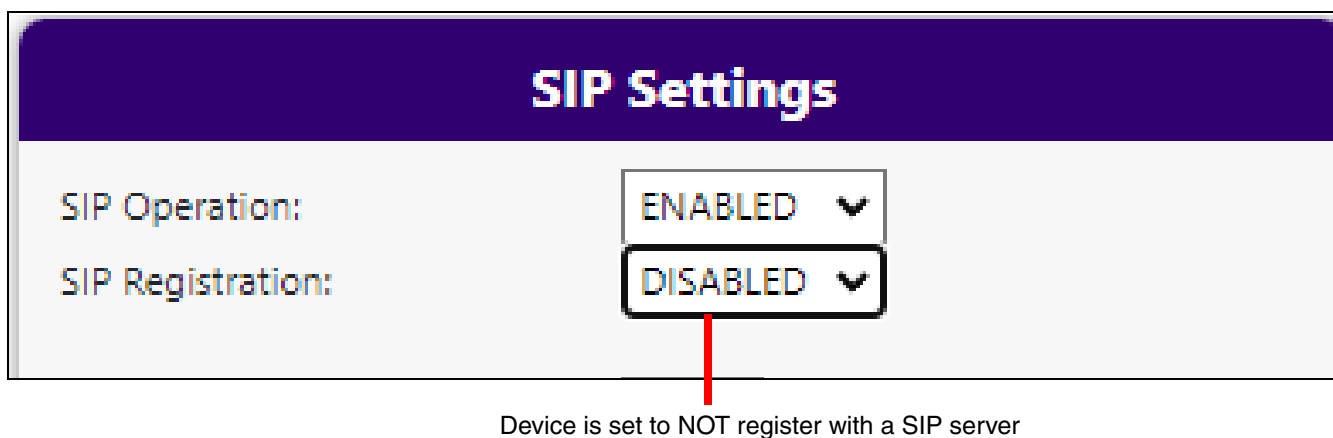 SIP Settings
SIP Operation: ENABLED
SIP Registration: DISABLED
Device is set to NOT register with a SIP server